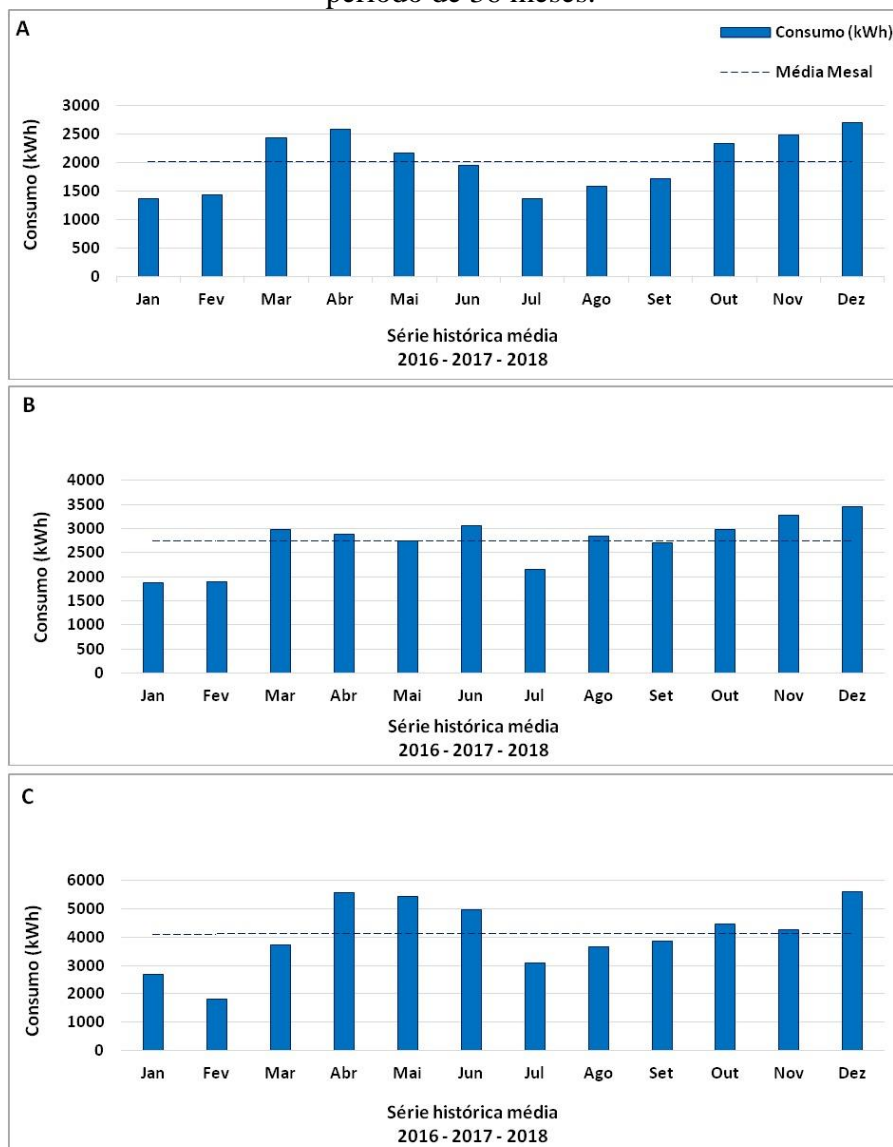 período de 36 meses.
A
Consumo (kWh)
Média Mesal
3000
2500
2000
1500
1000
500
0
Consumo (kWh)
Jan Fev Mar Abr Mai Jun Jul Ago Set Out Nov Dez
Série histórica média
2016 - 2017 - 2018
B
4000
3500
3000
2500
2000
1500
1000
500
0
Consumo (kWh)
Jan Fev Mar Abr Mai Jun Jul Ago Set Out Nov Dez
Série histórica média
2016 - 2017 - 2018
C
6000
5000
4000
3000
2000
1000
0
Consumo (kWh)
Jan Fev Mar Abr Mai Jun Jul Ago Set Out Nov Dez
Série histórica média
2016 - 2017 - 2018